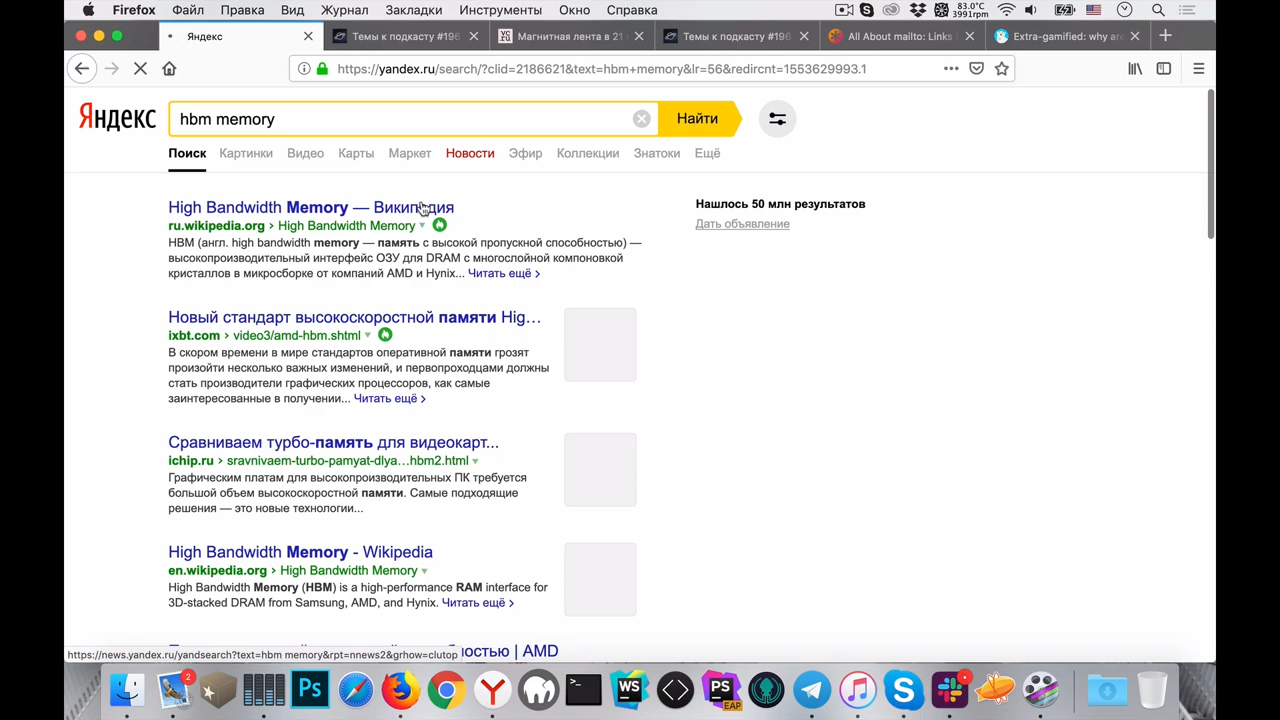 Firefox Файл Правка Вид Журнал Закладки Инструменты Окно Справка 83.0°C 3991rpm
Яндекс Темы к подкасту #196 Магнитная лента в 21 Темы к подкасту #196 All About mailto: Links Extra-gamified: why are
https://yandex.ru/search/?clid=2186621&text=hbm+memory&lr=56&redircnt=1553629993.1
Яндекс hbm memory Найти
Поиск Картинки Видео Карты Маркет Новости Эфир Коллекции Знатоки Ещё
High Bandwidth Memory — Википедия
ru.wikipedia.org › High Bandwidth Memory
HBM (англ. high bandwidth memory — память с высокой пропускной способностью) —
высокопроизводительный интерфейс ОЗУ для DRAM с многослойной компоновкой
кристаллов в микросборке от компаний AMD и Hynix... Читать ещё ›
Нашлось 50 млн результатов
Дать объявление
Новый стандарт высокоскоростной памяти Hig...
ixbt.com › video3/amd-hbm.shtml
В скором времени в мире стандартов оперативной памяти грозят
произойти несколько важных изменений, и первопроходцами должны
стать производители графических процессоров, как самые
заинтересованные в получении... Читать ещё ›
Сравниваем турбо-память для видеокарт...
ichip.ru › sravnivaem-turbo-pamyat-dlya…hbm2.html
Графическим платам для высокопроизводительных ПК требуется
большой объем высокоскоростной памяти. Самые подходящие
решения — это новые технологии...
High Bandwidth Memory - Wikipedia
en.wikipedia.org › High Bandwidth Memory
High Bandwidth Memory (HBM) is a high-performance RAM interface for
3D-stacked DRAM from Samsung, AMD, and Hynix. Читать ещё ›
| AMD
https://news.yandex.ru/yandsearch?text=hbm memory&rpt=nnews2&grhow=clutop
2 Ps WS PS EAP